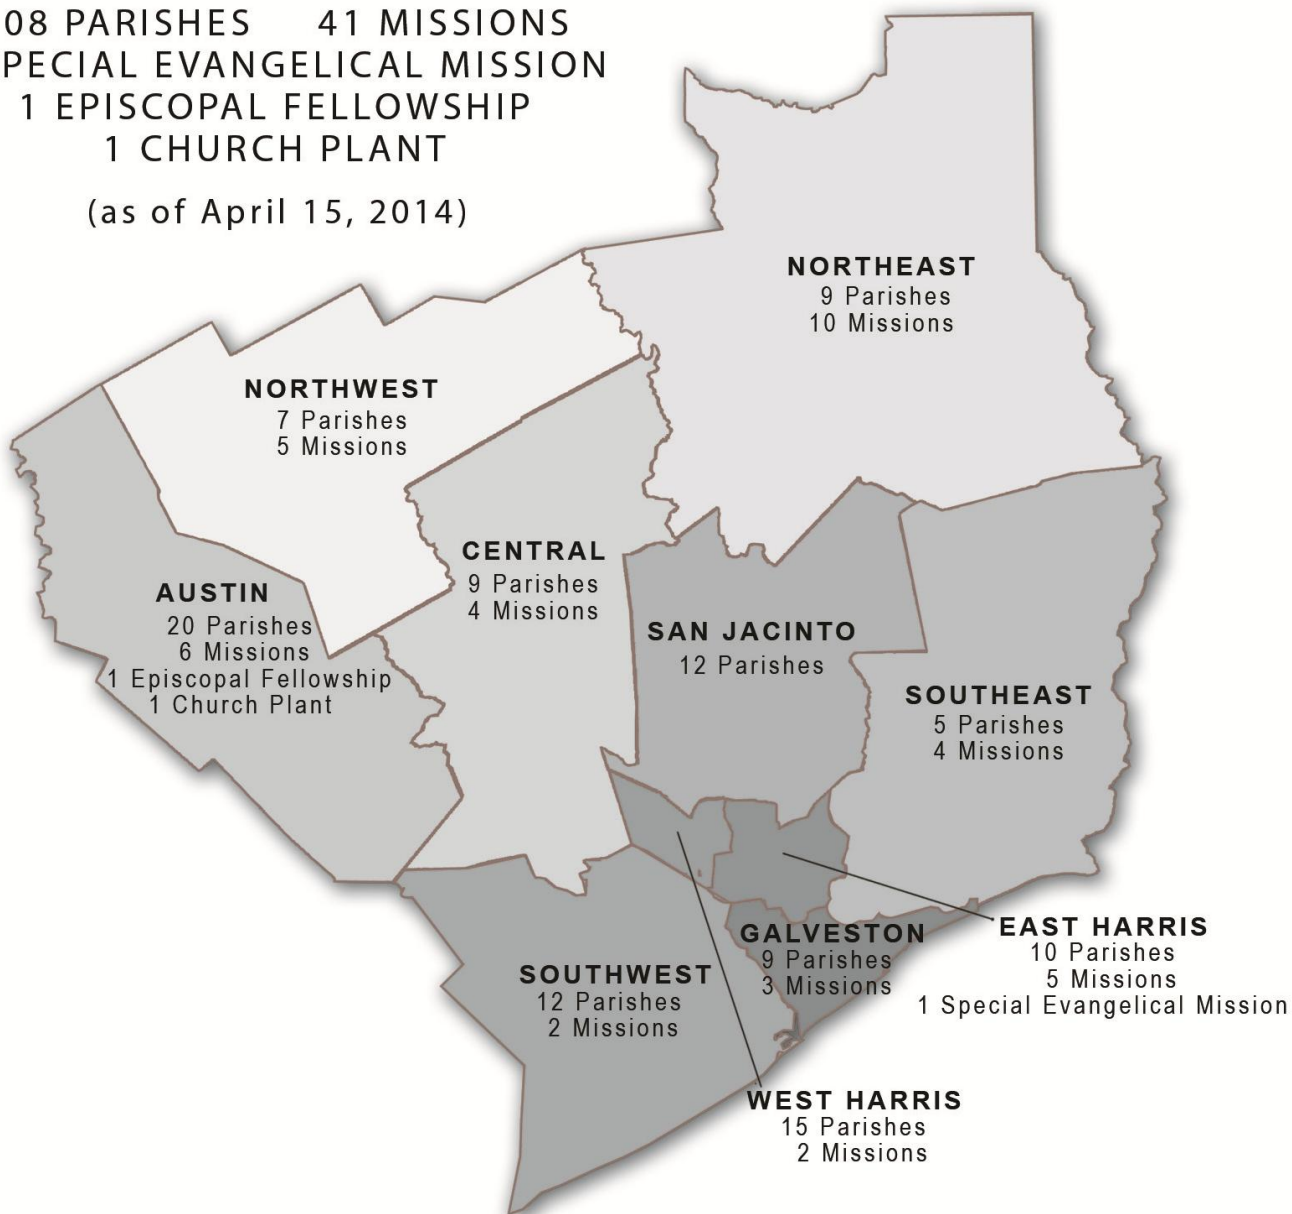 08 PARISHES 41 MISSIONS
PECIAL EVANGELICAL MISSION
1 EPISCOPAL FELLOWSHIP
1 CHURCH PLANT
(as of April 15, 2014)
NORTHEAST
9 Parishes
10 Missions
NORTHWEST
7 Parishes
5 Missions
CENTRAL
9 Parishes
4 Missions
AUSTIN
20 Parishes
6 Missions
1 Episcopal Fellowship
1 Church Plant
SAN JACINTO
12 Parishes
SOUTHEAST
5 Parishes
4 Missions
EAST HARRIS
10 Parishes
5 Missions
1 Special Evangelical Mission
GALVESTON
9 Parishes
3 Missions
SOUTHWEST
12 Parishes
2 Missions
WEST HARRIS
15 Parishes
2 Missions